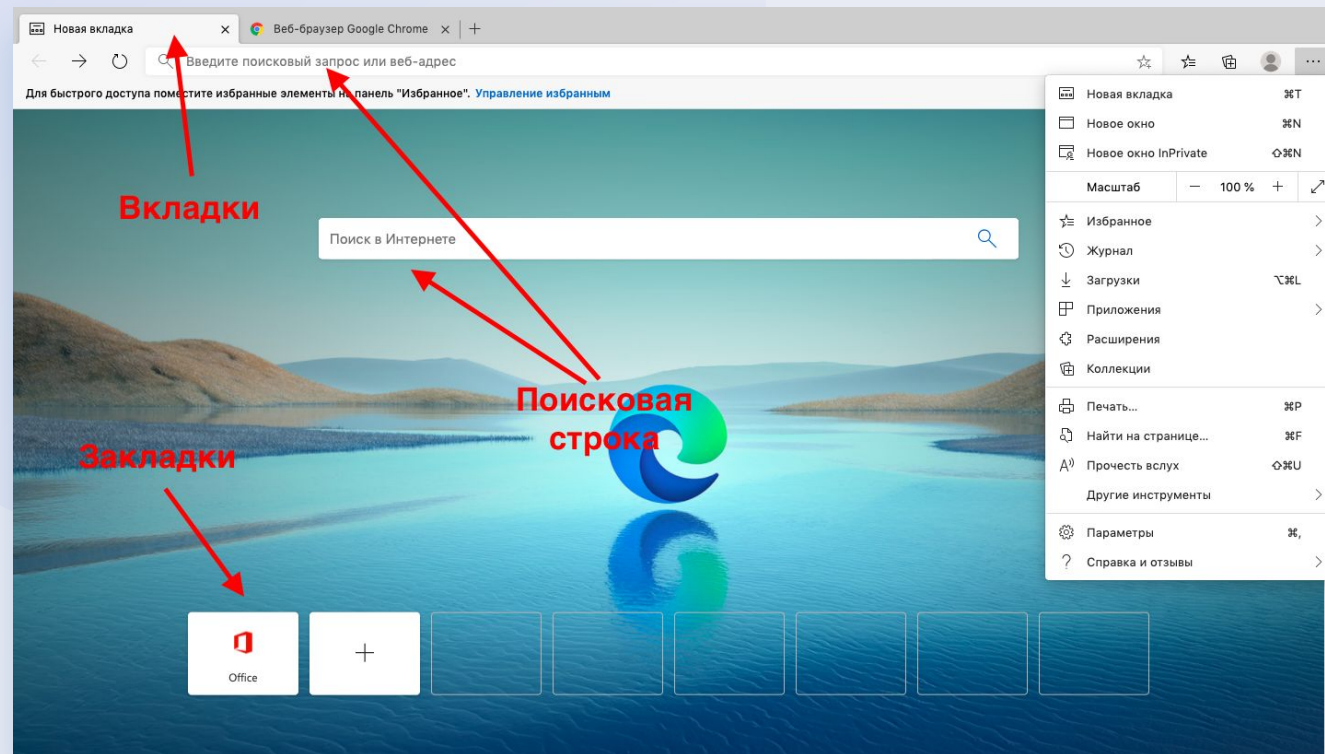 Новая вкладка
Веб-браузер Google Chrome
Введите поисковый запрос или веб-адрес
Для быстрого доступа поместите избранные элементы на панель "Избранное". Управление избранным
Вкладки
Поиск в Интернете
Поисковая
строка
Закладки
Office
Новая вкладка ⌘T
Новое окно ⌘N
Новое окно InPrivate ⇧⌘N
Масштаб — 100 % +
Избранное
Журнал
Загрузки ⌥⌘L
Приложения
Расширения
Коллекции
Печать... ⌘P
Найти на странице... ⌘F
Прочесть вслух ⇧⌘U
Другие инструменты
Параметры ⌘,
Справка и отзывы